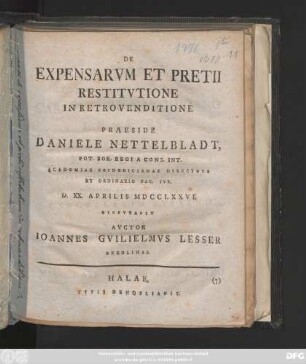 DE
EXPENSARVM ET PRETII
RESTITVTIONE
IN RETROVENDITIONE
PRAESIDE
DANIELE NETTELBLADT,
POT. BOR. REGI A CONS. INT.
ACADEMIAE FRIDERICIANAE DIRECTORE
ET ORDINARIO FAC. IVR.
D. XX. APRILIS MDCCLXXVI.
DISPVTABIT
AVCTOR
IOANNES GVILIELMVS LESSER
BEROLINAS.
HALAE,
TYPIS HENDELIANIS.
(7)